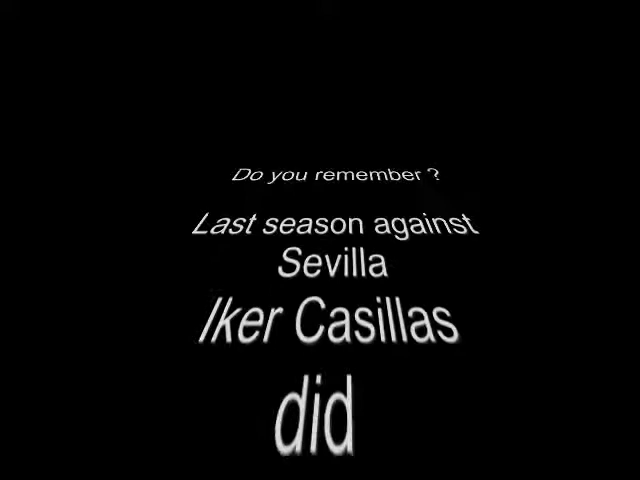 Do you remember ?
Last season against
Sevilla
Iker Casillas
did